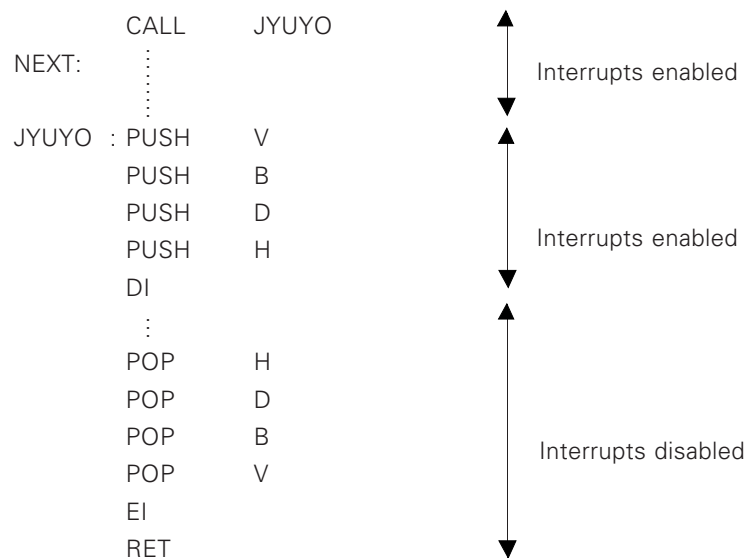 CALL JYUYO
NEXT: Interrupts enabled
JYUYO : PUSH V
PUSH B
PUSH D
Interrupts enabled
PUSH H
DI
POP H
POP D
POP B
Interrupts disabled
POP V
EI
RET